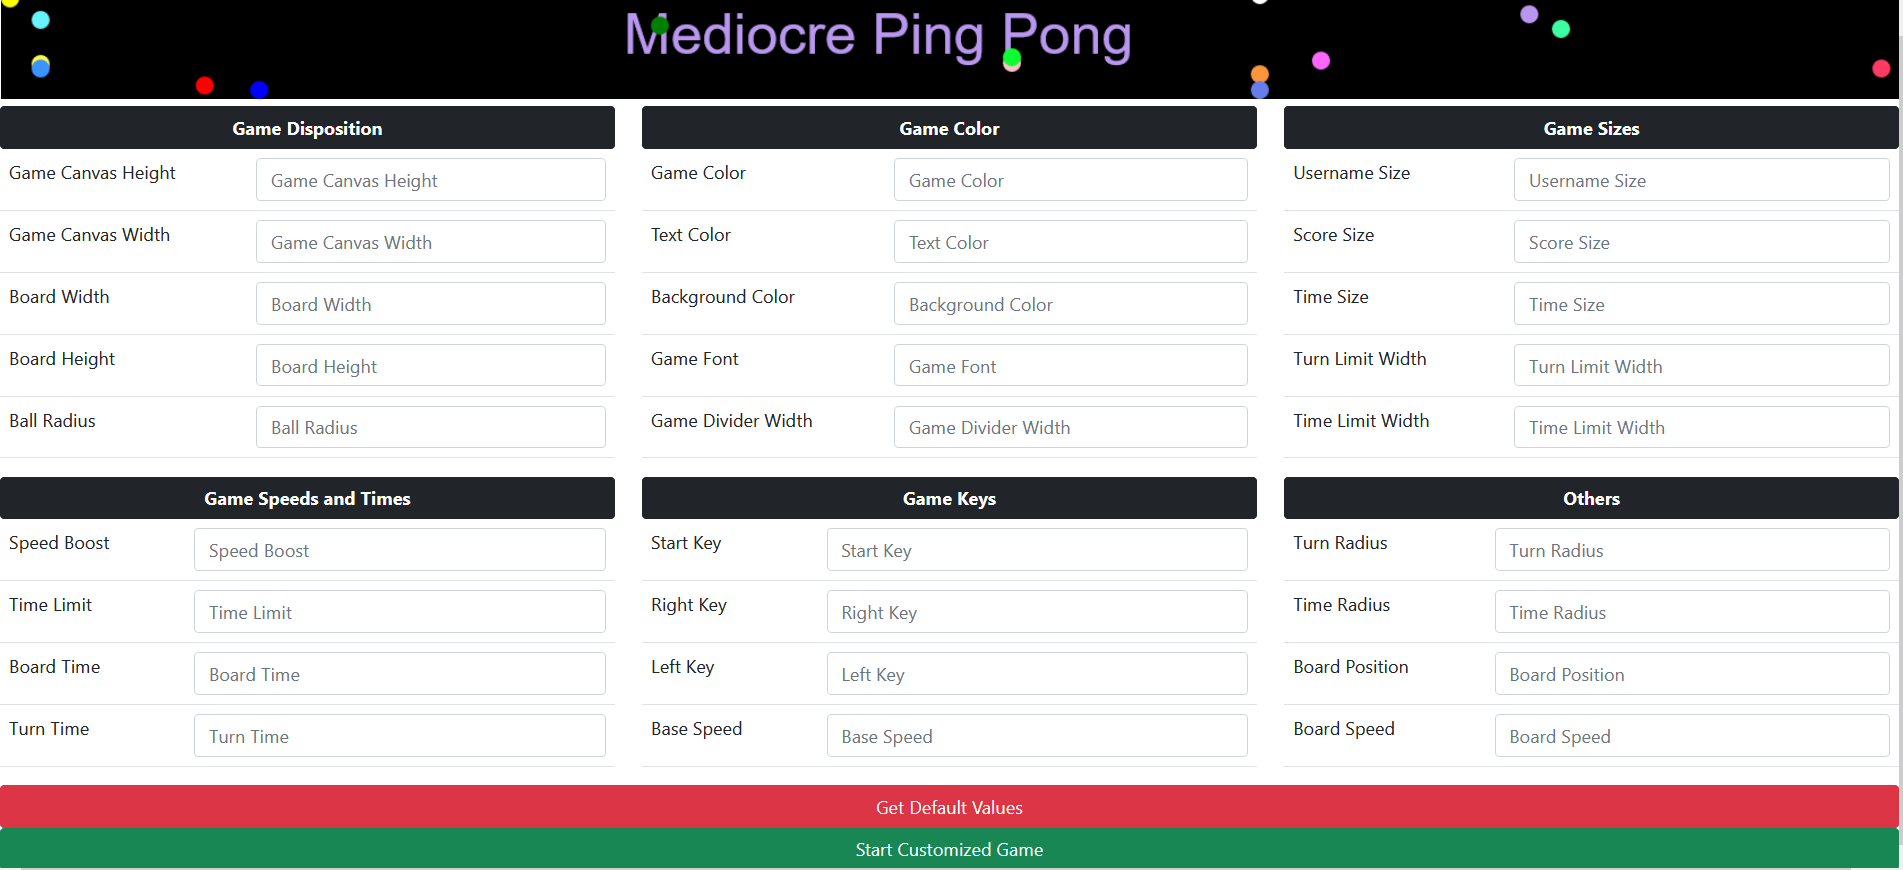 Mediocre Ping Pong
Game Disposition
Game Canvas Height Game Canvas Height
Game Canvas Width Game Canvas Width
Board Width Board Width
Board Height Board Height
Ball Radius Ball Radius
Game Color
Game Color Game Color
Text Color Text Color
Background Color Background Color
Game Font Game Font
Game Divider Width Game Divider Width
Game Sizes
Username Size Username Size
Score Size Score Size
Time Size Time Size
Turn Limit Width Turn Limit Width
Time Limit Width Time Limit Width
Game Speeds and Times
Speed Boost Speed Boost
Time Limit Time Limit
Board Time Board Time
Turn Time Turn Time
Game Keys
Start Key Start Key
Right Key Right Key
Left Key Left Key
Base Speed Base Speed
Others
Turn Radius Turn Radius
Time Radius Time Radius
Board Position Board Position
Board Speed Board Speed
Get Default Values
Start Customized Game